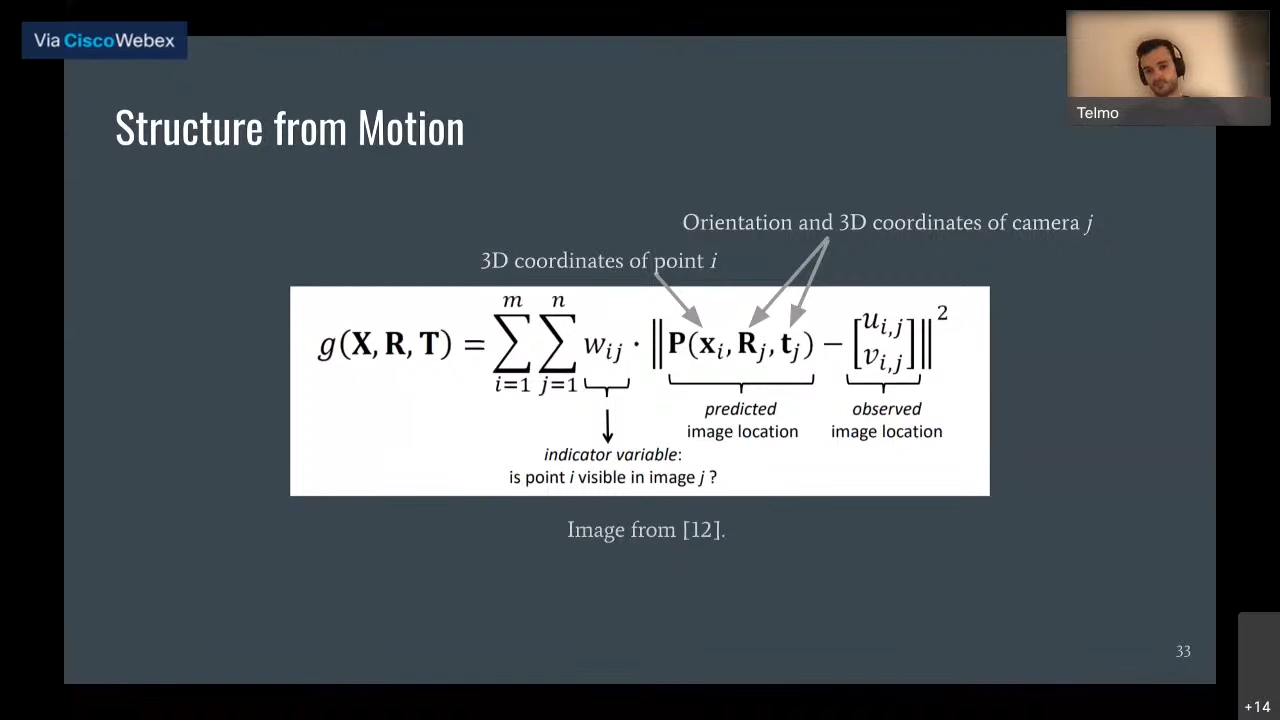 Via Cisco Webex
Telmo
Structure from Motion
Orientation and 3D coordinates of camera j
3D coordinates of point i
g(X, R, T) = ∑_{i=1}^{m} ∑_{j=1}^{n} w_{ij} · ‖P(x_i, R_j, t_j) − [u_{i,j} v_{i,j}]‖^2
predicted
image location
observed
image location
indicator variable:
is point i visible in image j ?
Image from [12].
33
+14